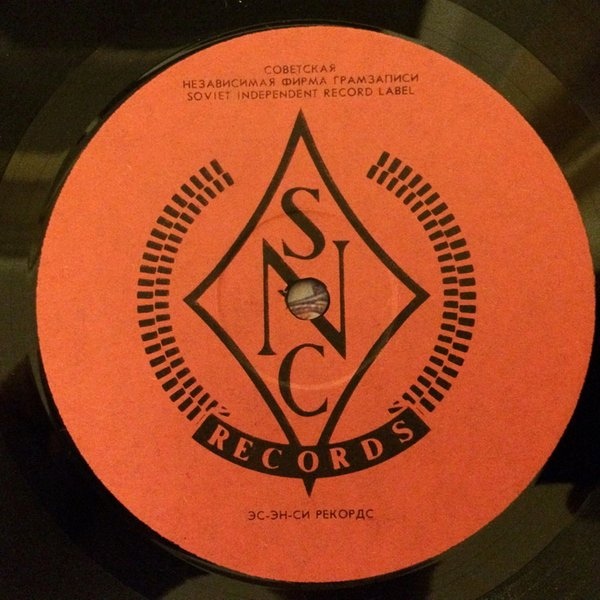 СОВЕТСКАЯ
НЕЗАВИСИМАЯ ФИРМА ГРАМЗАПИСИ
SOVIET INDEPENDENT RECORD LABEL
S
N
C
RECORDS
ЭС-ЭН-СИ РЕКОРДС